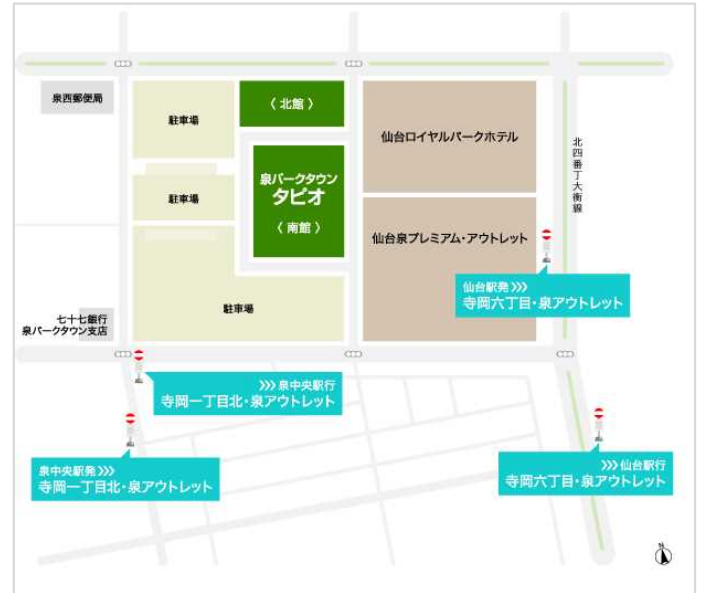 泉西郵便局
駐車場
〈 北館 〉
仙台ロイヤルパークホテル
北四番丁大衡線
泉パークタウン
タピオ
〈 南館 〉
駐車場
仙台泉プレミアム・アウトレット
仙台駅発 >>>
寺岡六丁目・泉アウトレット
駐車場
七十七銀行
泉パークタウン支店
>>> 泉中央駅行
寺岡一丁目北・泉アウトレット
泉中央駅発 >>>
寺岡一丁目北・泉アウトレット
>>> 仙台駅行
寺岡六丁目・泉アウトレット
N